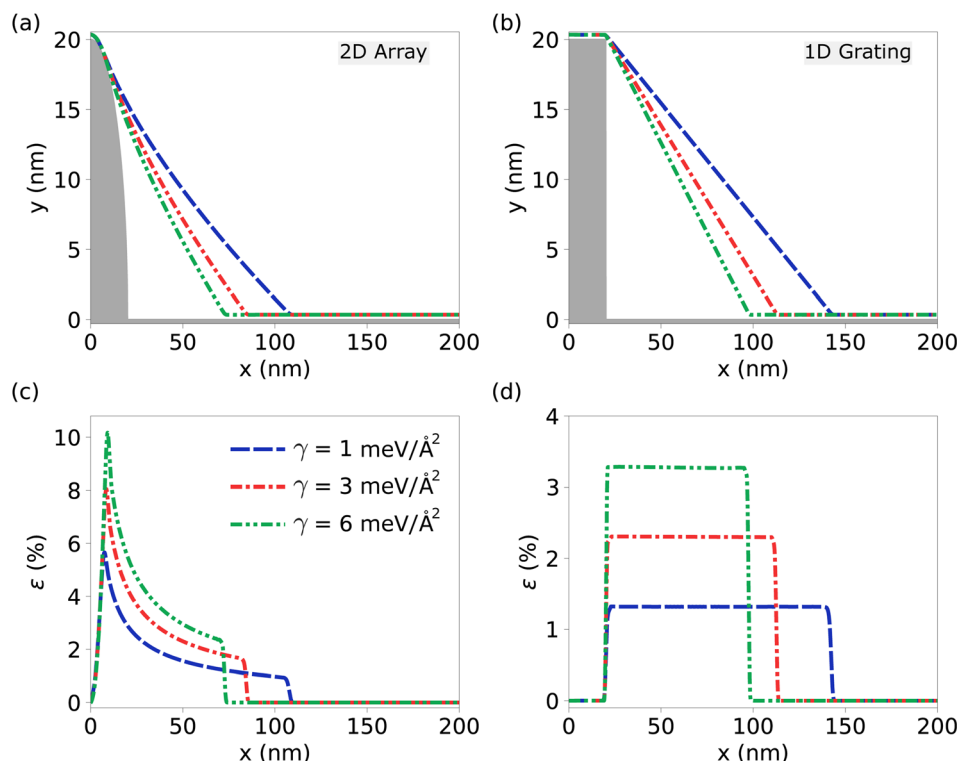 (a)
(b)
2D Array
1D Grating
20
15
10
5
0
y (nm)
0 50 100 150 200
x (nm)
20
15
10
5
0
y (nm)
0 50 100 150 200
x (nm)
(c)
(d)
10
8
6
4
2
0
ε (%)
γ = 1 meV/Å²
γ = 3 meV/Å²
γ = 6 meV/Å²
0 50 100 150 200
x (nm)
4
3
2
1
0
ε (%)
0 50 100 150 200
x (nm)